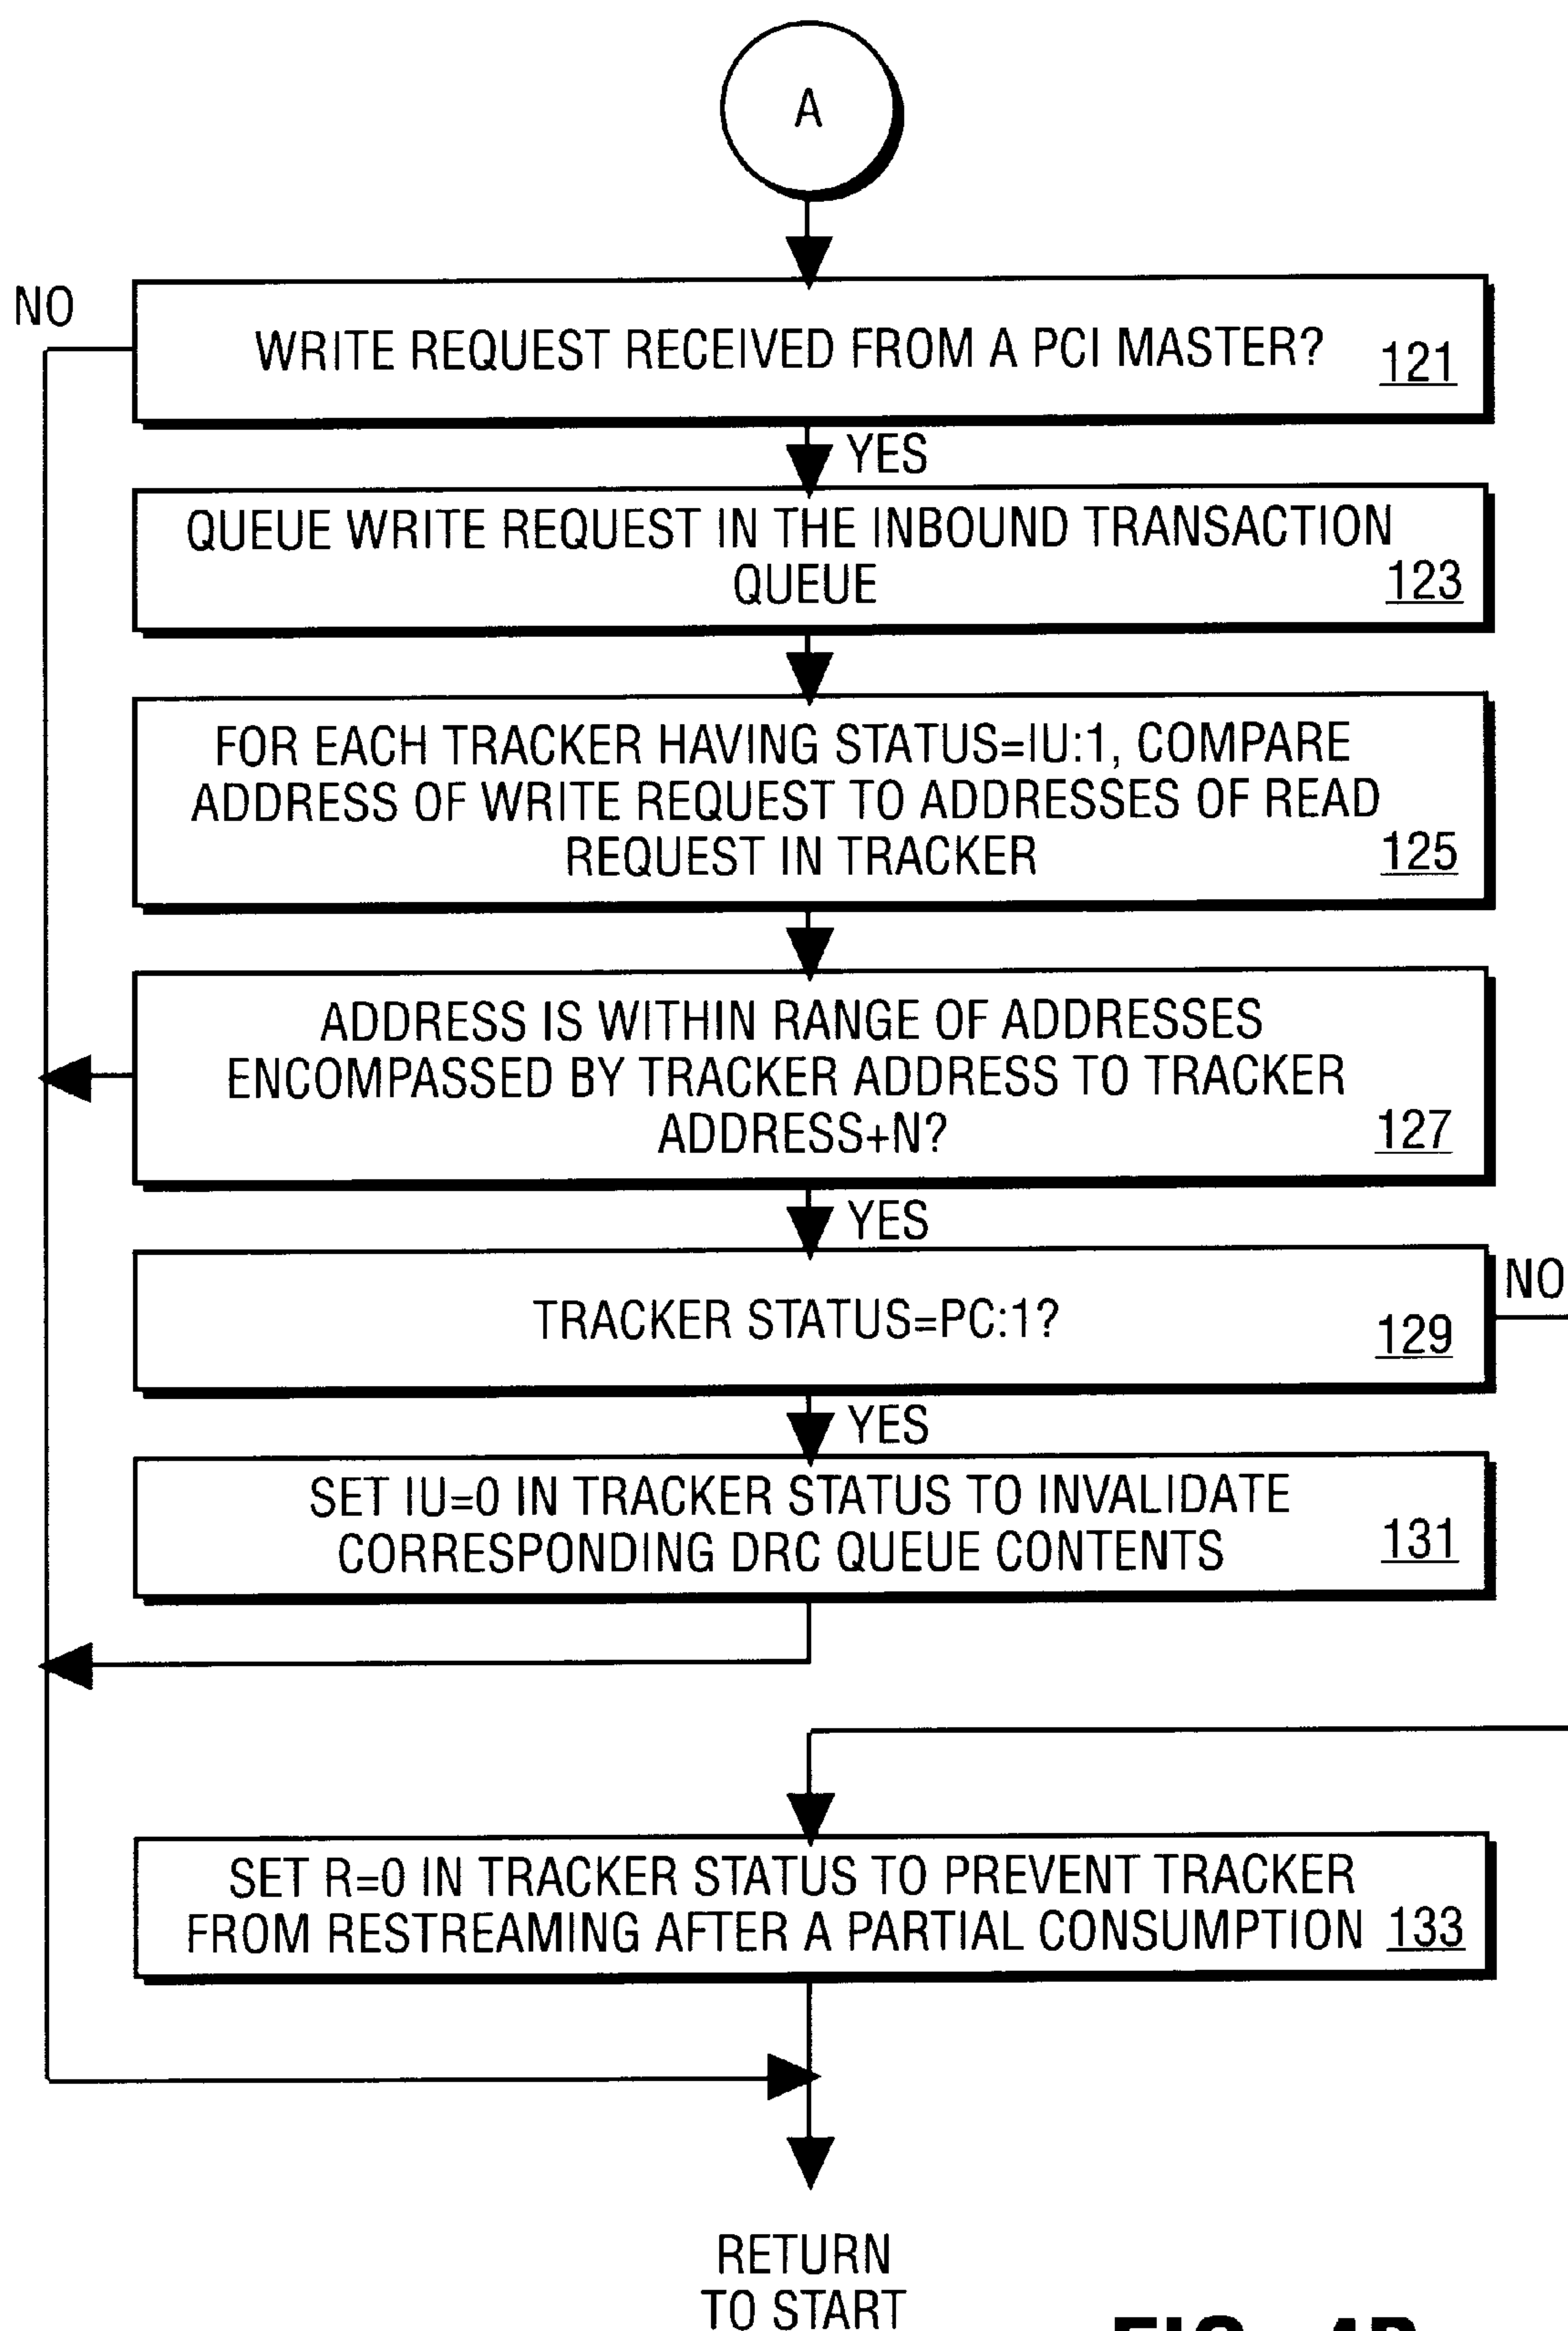 A
NO
WRITE REQUEST RECEIVED FROM A PCI MASTER?
121
YES
QUEUE WRITE REQUEST IN THE INBOUND TRANSACTION
QUEUE
123
FOR EACH TRACKER HAVING STATUS=IU:1, COMPARE
ADDRESS OF WRITE REQUEST TO ADDRESSES OF READ
REQUEST IN TRACKER
125
ADDRESS IS WITHIN RANGE OF ADDRESSES
ENCOMPASSED BY TRACKER ADDRESS TO TRACKER
ADDRESS+N?
127
YES
TRACKER STATUS=PC:1?
129
NO
YES
SET IU=0 IN TRACKER STATUS TO INVALIDATE
CORRESPONDING DRC QUEUE CONTENTS
131
SET R=0 IN TRACKER STATUS TO PREVENT TRACKER
FROM RESTREAMING AFTER A PARTIAL CONSUMPTION
133
RETURN
TO START